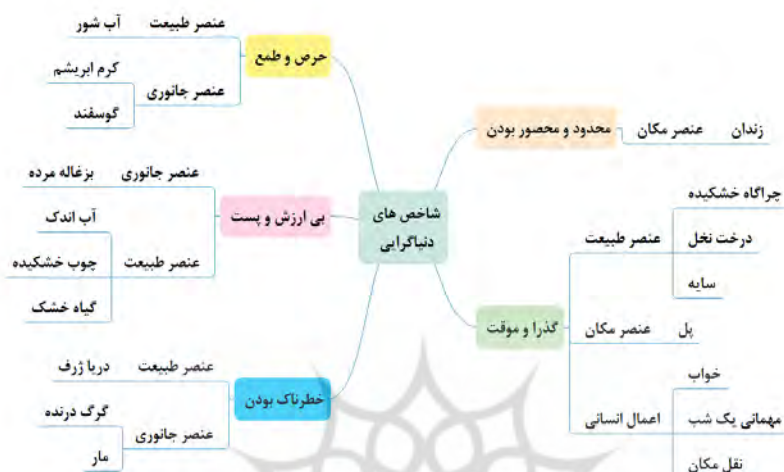 شاخص های
دنیاگرایی
محدود و محصور بودن
عنصر مکان
زندان
گذرا و موقت
عنصر طبیعت
چراگاه خشکیده
درخت نخل
سایه
عنصر مکان
پل
اعمال انسانی
خواب
مهمانی یک شب
نقل مکان
حرص و طمع
عنصر طبیعت
آب شور
عنصر جانوری
کرم ابریشم
گوسفند
بی ارزش و پست
عنصر جانوری
بزغاله مرده
عنصر طبیعت
آب اندک
چوب خشکیده
گیاه خشک
خطرناک بودن
عنصر طبیعت
دریا ژرف
عنصر جانوری
گرگ درنده
مار